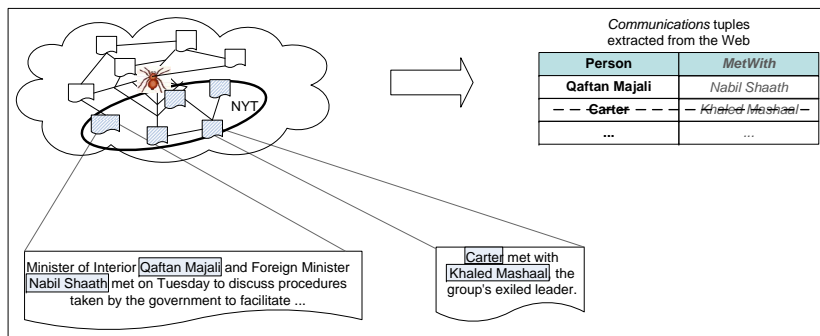 Communications tuples
extracted from the Web
Person MetWith
Qaftan Majali Nabil Shaath
Carter Khaled Mashaal
... ...
NYT
Minister of Interior Qaftan Majali and Foreign Minister
Nabil Shaath met on Tuesday to discuss procedures
taken by the government to facilitate ...
Carter met with
Khaled Mashaal, the
group's exiled leader.